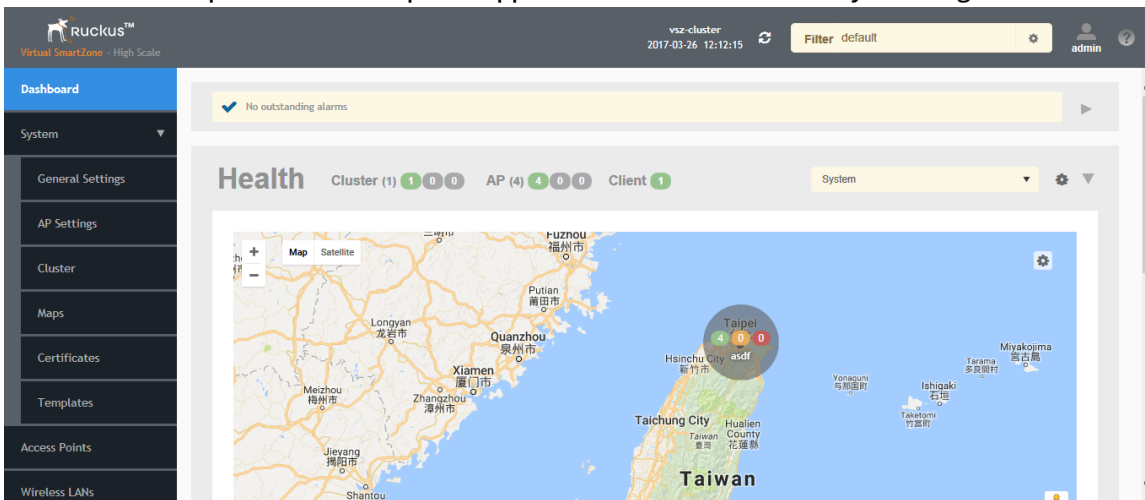 Ruckus™
Virtual SmartZone - High Scale
vsz-cluster
2017-03-26 12:12:15
Filter default
admin
?
Dashboard
System
General Settings
AP Settings
Cluster
Maps
Certificates
Templates
Access Points
Wireless LANs
No outstanding alarms
Health
Cluster (1) 1 0 0
AP (4) 4 0 0
Client 1
System
+
−
Map
Satellite
Fuzhou
福州市
Putian
莆田市
Longyan
龙岩市
Quanzhou
泉州市
Xiamen
厦门市
Meizhou
梅州市
Zhangzhou
漳州市
Jieyang
揭阳市
Shantou
Taipei
4 0 0
asdf
Hsinchu City
新竹市
Taichung City
Hualien
County
花蓮縣
Taiwan
臺灣
Taiwan
Yonaguni
与那国町
Miyakojima
宮古島
Tarama
多良間村
Ishigaki
石垣
Taketomi
竹富町